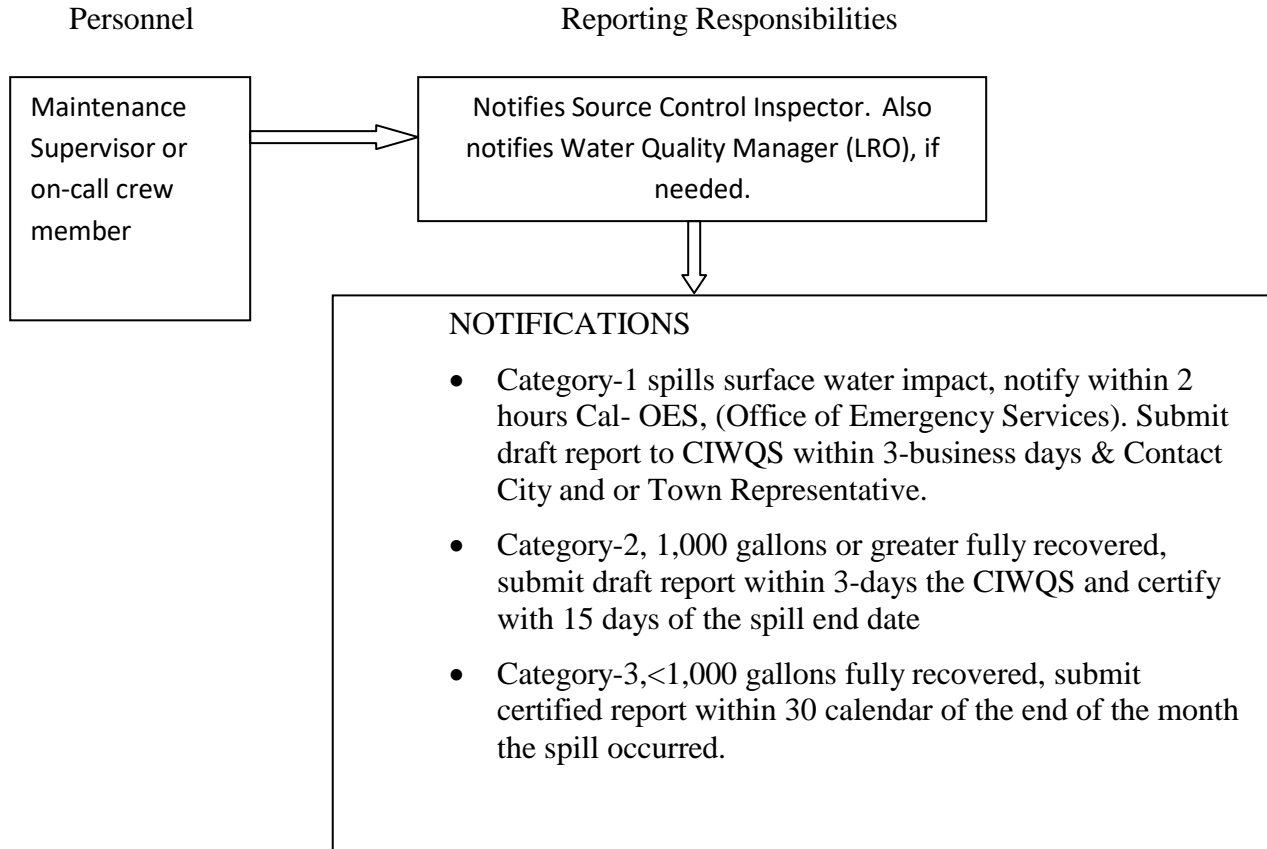 Personnel
Reporting Responsibilities
Maintenance
Supervisor or
on-call crew
member
Notifies Source Control Inspector. Also
notifies Water Quality Manager (LRO), if
needed.
NOTIFICATIONS
• Category-1 spills surface water impact, notify within 2
hours Cal- OES, (Office of Emergency Services). Submit
draft report to CIWQS within 3-business days & Contact
City and or Town Representative.
• Category-2, 1,000 gallons or greater fully recovered,
submit draft report within 3-days the CIWQS and certify
with 15 days of the spill end date
• Category-3,<1,000 gallons fully recovered, submit
certified report within 30 calendar of the end of the month
the spill occurred.